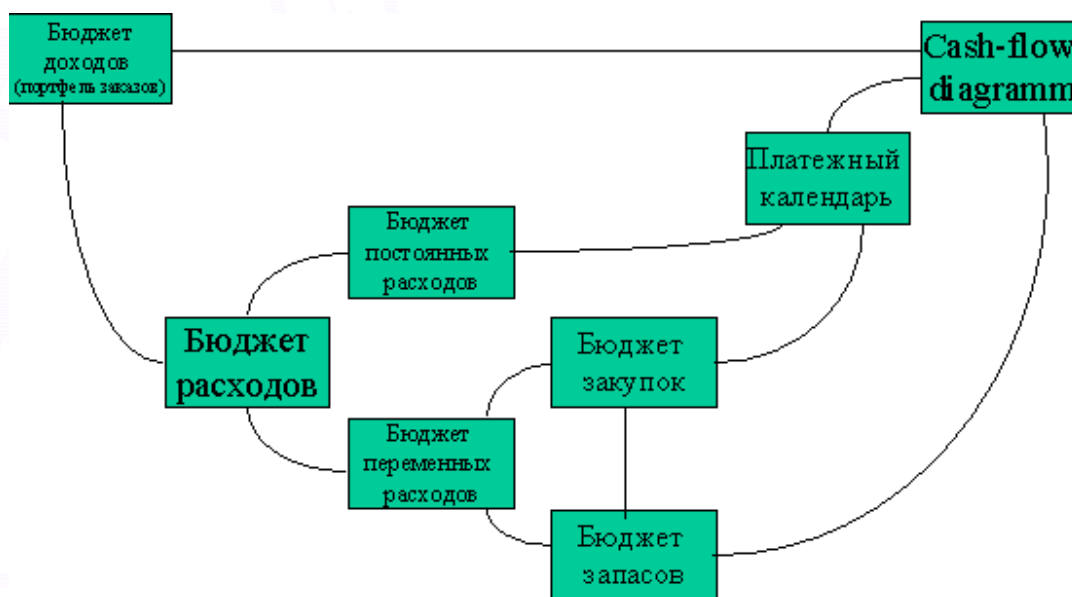 Бюджет
доходов
(портфель заказов)
Cash-flow
diagramm
Платежный
календарь
Бюджет
постоянных
расходов
Бюджет
расходов
Бюджет
закупок
Бюджет
переменных
расходов
Бюджет
запасов